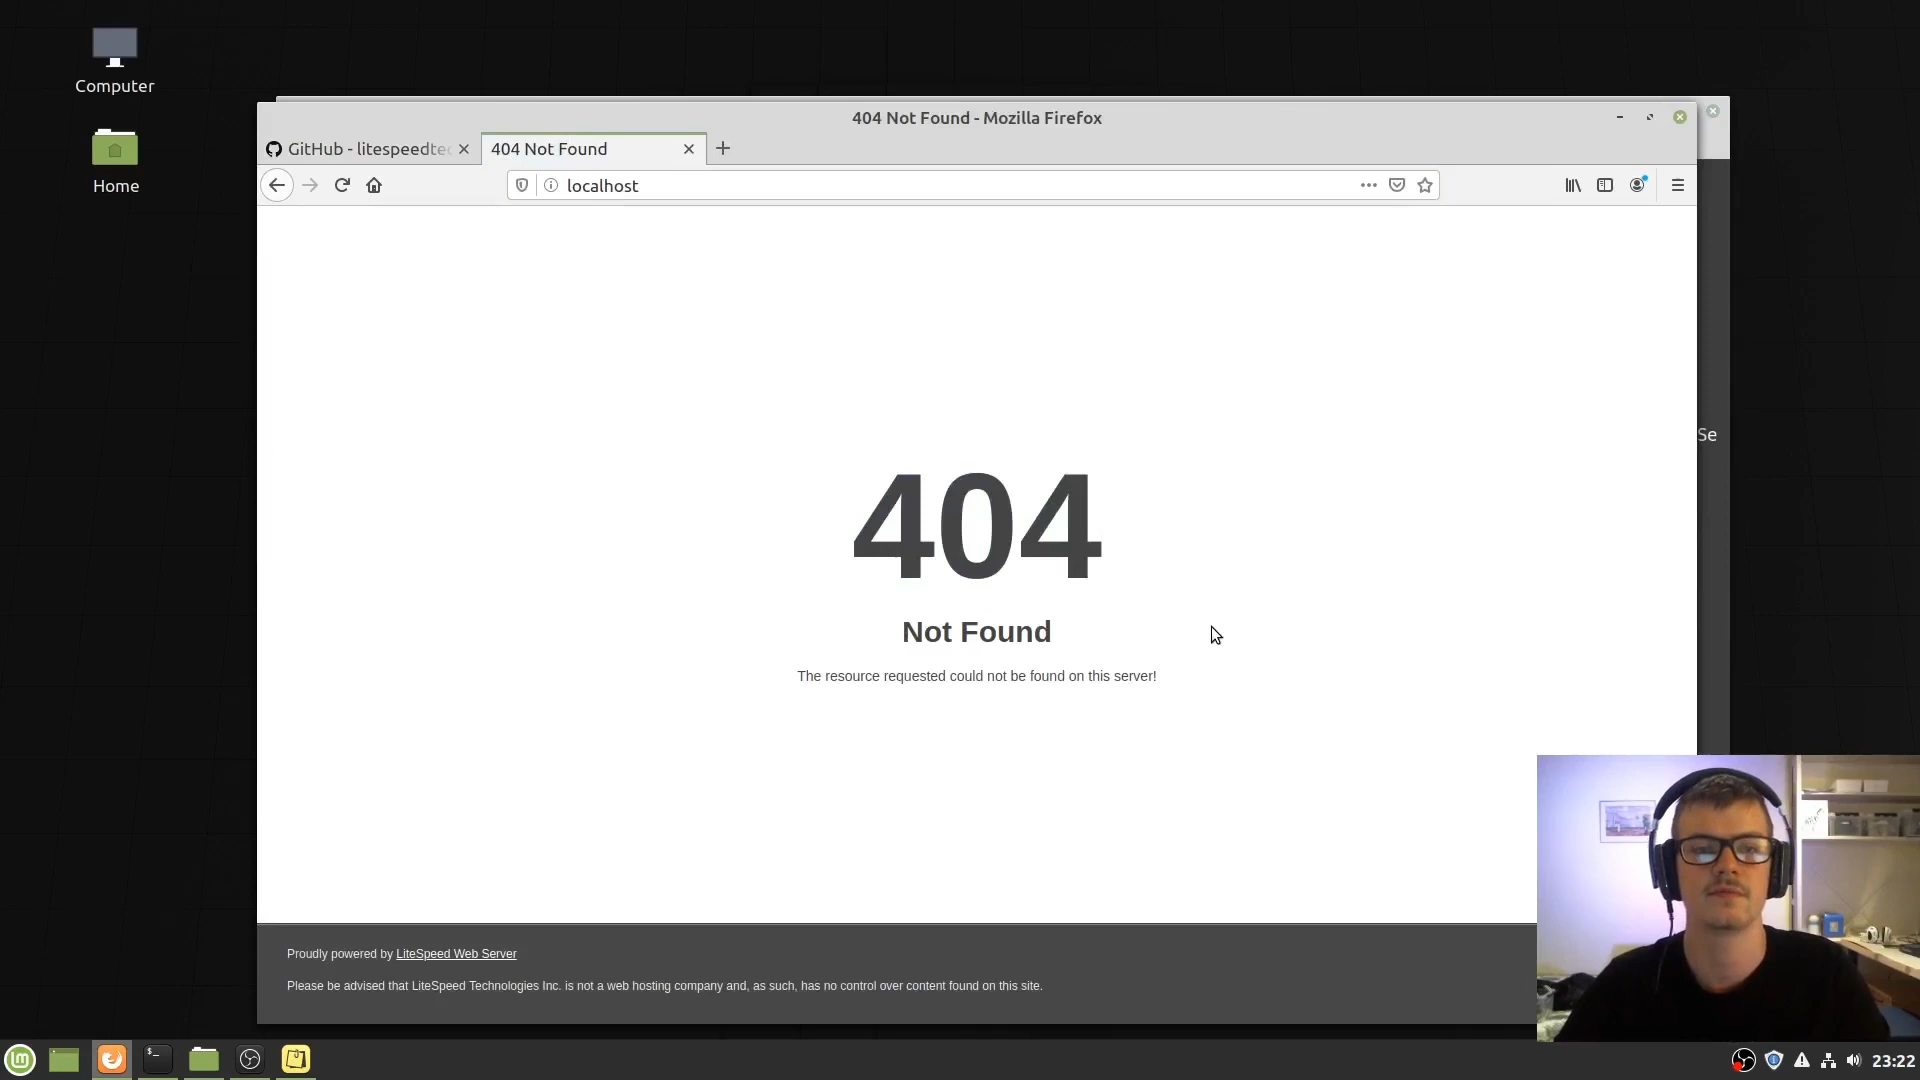 Computer
Home
404 Not Found - Mozilla Firefox
GitHub - litespeedtec
404 Not Found
localhost
Se
404
Not Found
The resource requested could not be found on this server!
Proudly powered by LiteSpeed Web Server
Please be advised that LiteSpeed Technologies Inc. is not a web hosting company and, as such, has no control over content found on this site.
23:22